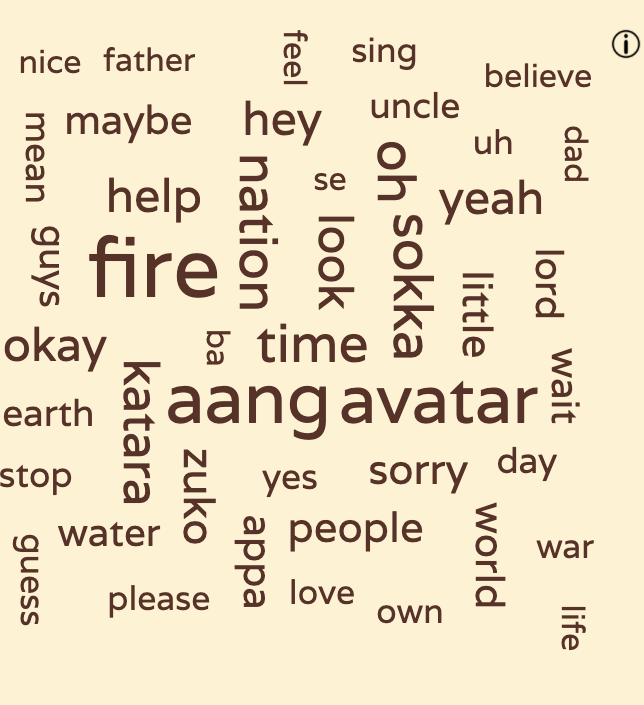 nice
father
feel
sing
believe
mean
maybe
hey
uncle
uh
dad
help
nation
se
oh
yeah
guys
fire
look
sokka
little
lord
okay
ba
time
wait
earth
katara
aang
avatar
stop
zuko
yes
sorry
day
guess
water
appa
people
world
war
please
love
own
life